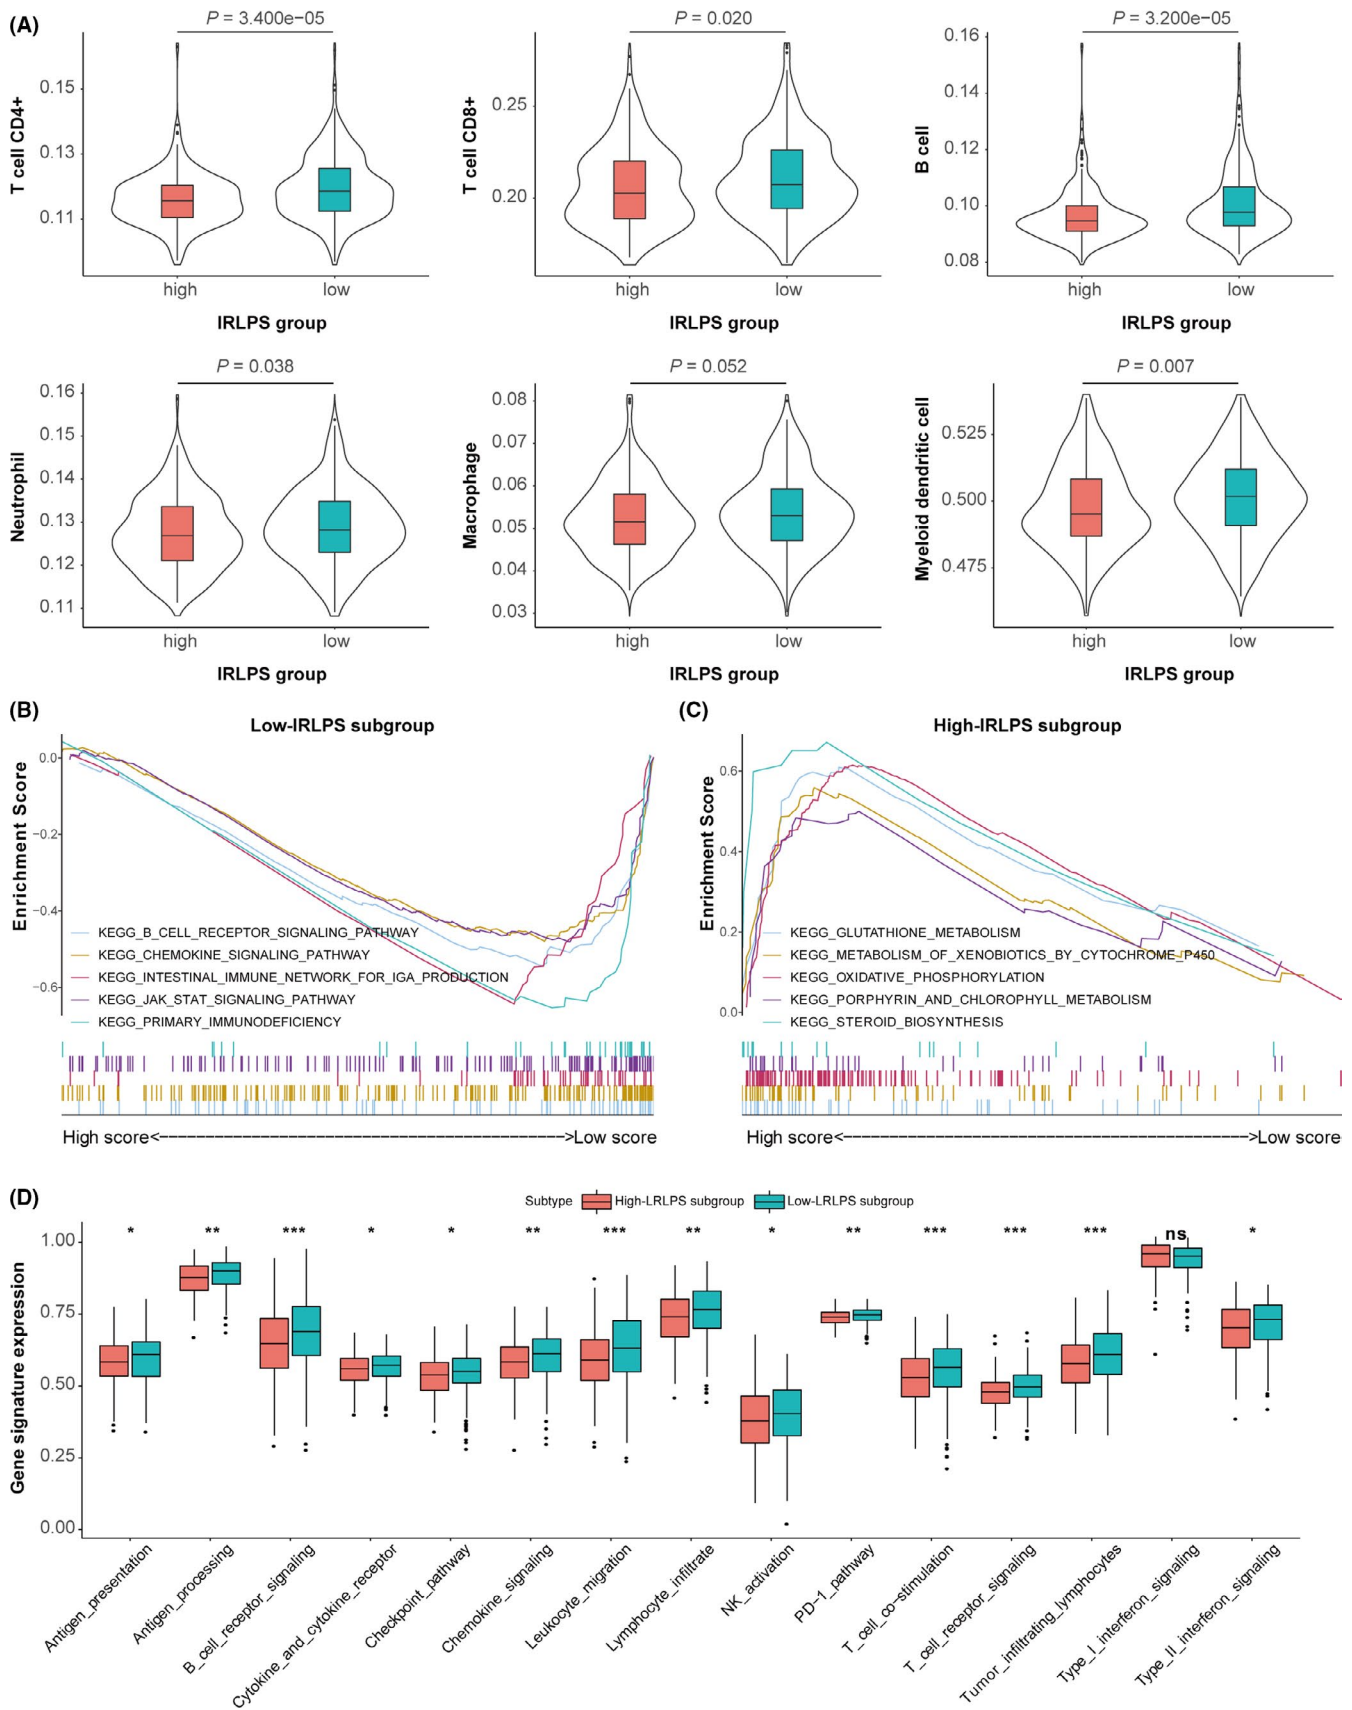 (A)
P = 3.400e−05
T cell CD4+
0.15
0.13
0.11
high
low
IRLPS group
P = 0.020
T cell CD8+
0.25
0.20
high
low
IRLPS group
P = 3.200e−05
B cell
0.16
0.14
0.12
0.10
0.08
high
low
IRLPS group
P = 0.038
Neutrophil
0.16
0.15
0.14
0.13
0.12
0.11
high
low
IRLPS group
P = 0.052
Macrophage
0.08
0.07
0.06
0.05
0.04
0.03
high
low
IRLPS group
P = 0.007
Myeloid dendritic cell
0.525
0.500
0.475
high
low
IRLPS group
(B)
Low-IRLPS subgroup
Enrichment Score
0.0
−0.2
−0.4
−0.6
KEGG_B_CELL_RECEPTOR_SIGNALING_PATHWAY
KEGG_CHEMOKINE_SIGNALING_PATHWAY
KEGG_INTESTINAL_IMMUNE_NETWORK_FOR_IGA_PRODUCTION
KEGG_JAK_STAT_SIGNALING_PATHWAY
KEGG_PRIMARY_IMMUNODEFICIENCY
High score<−−−−−−−−−−−−−−−−−−−−−−−−−−−−−−−−−−−−−−>Low score
(C)
High-IRLPS subgroup
Enrichment Score
0.6
0.4
0.2
0.0
KEGG_GLUTATHIONE_METABOLISM
KEGG_METABOLISM_OF_XENOBIOTICS_BY_CYTOCHROME_P450
KEGG_OXIDATIVE_PHOSPHORYLATION
KEGG_PORPHYRIN_AND_CHLOROPHYLL_METABOLISM
KEGG_STEROID_BIOSYNTHESIS
High score<−−−−−−−−−−−−−−−−−−−−−−−−−−−−−−−−−−−−−−>Low score
(D)
Subtype High-LRLPS subgroup Low-LRLPS subgroup
* ** *** * * ** *** ** * ** *** *** *** ns *
Gene signature expression
1.00
0.75
0.50
0.25
0.00
Antigen_presentation
Antigen_processing
B_cell_receptor_signaling
Cytokine_and_cytokine_receptor
Checkpoint_pathway
Chemokine_signaling
Leukocyte_migration
Lymphocyte_infiltrate
NK_activation
PD−1_pathway
T_cell_co−stimulation
T_cell_receptor_signaling
Tumor_infiltrating_lymphocytes
Type_I_interferon_signaling
Type_II_interferon_signaling